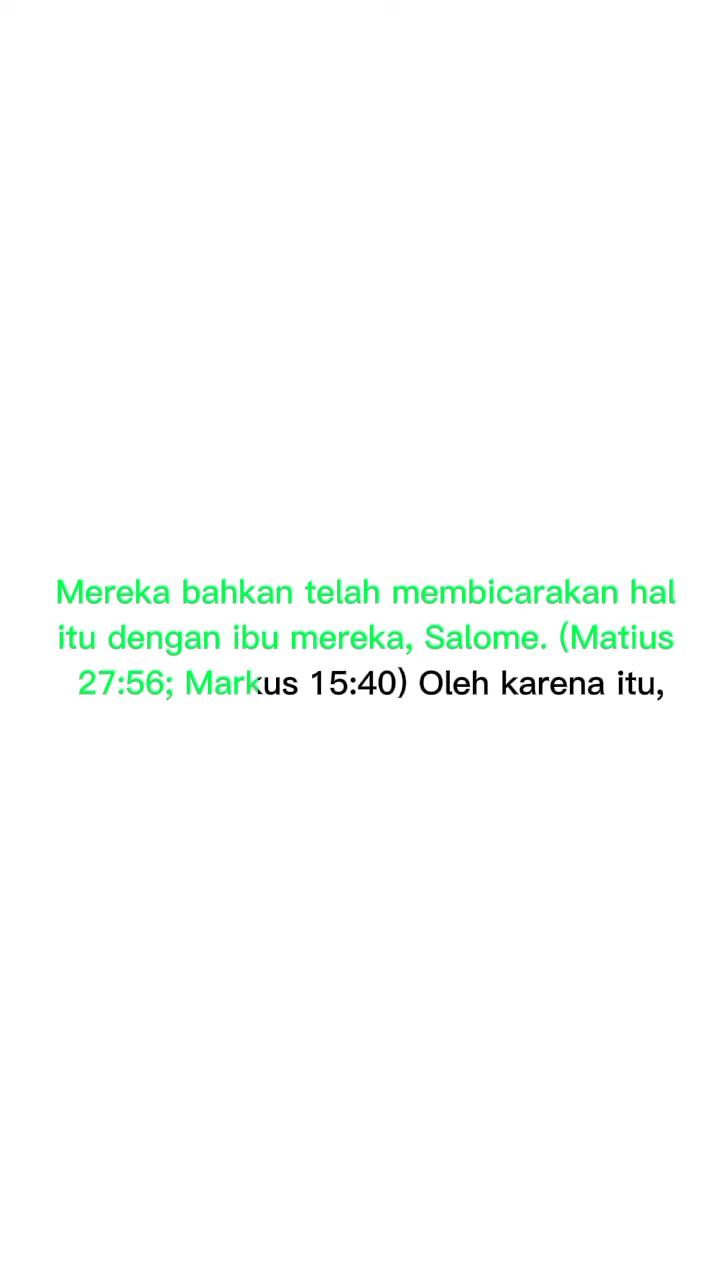 Mereka bahkan telah membicarakan hal
itu dengan ibu mereka, Salome. (Matius
27:56; Markus 15:40) Oleh karena itu,